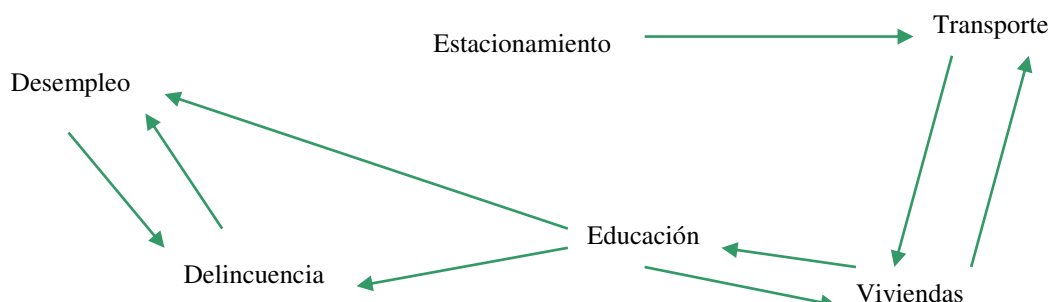 Transporte
Estacionamiento
Desempleo
Educación
Delincuencia
Viviendas